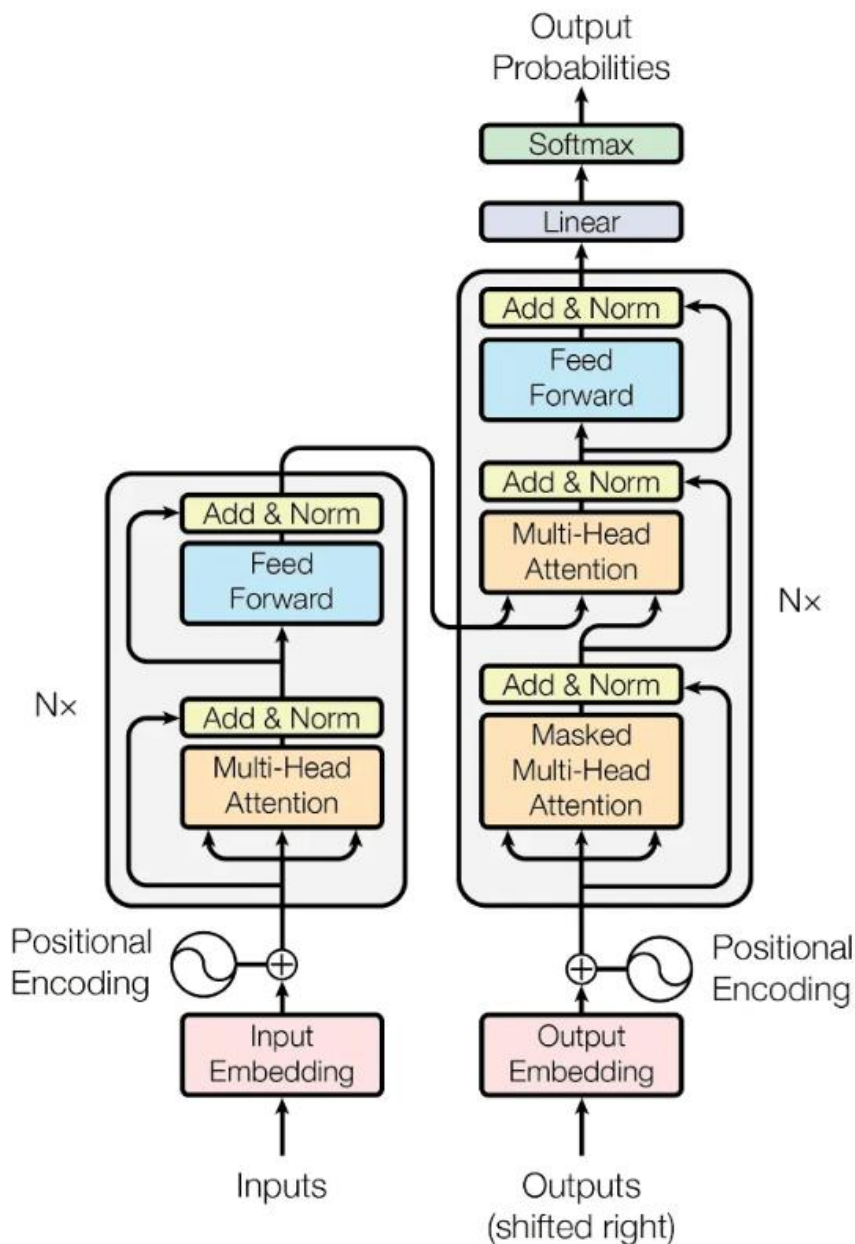 Output
Probabilities
Softmax
Linear
Add & Norm
Feed
Forward
Add & Norm
Multi-Head
Attention
Add & Norm
Masked
Multi-Head
Attention
N×
Add & Norm
Feed
Forward
Add & Norm
Multi-Head
Attention
N×
Positional
Encoding
Positional
Encoding
Input
Embedding
Output
Embedding
Inputs
Outputs
(shifted right)